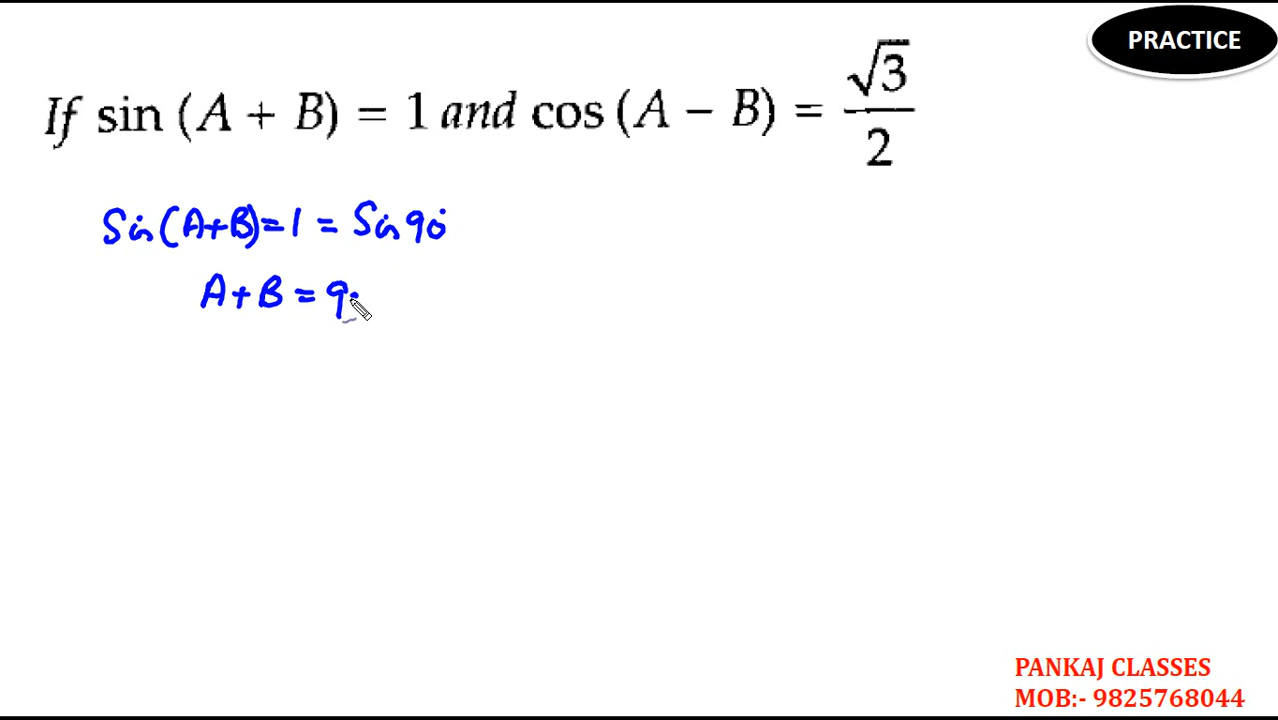 PRACTICE
If sin (A + B) = 1 and cos (A − B) = √3/2
Sin(A+B)=1 = Sin 90°
A+B = 9
PANKAJ CLASSES
MOB:- 9825768044